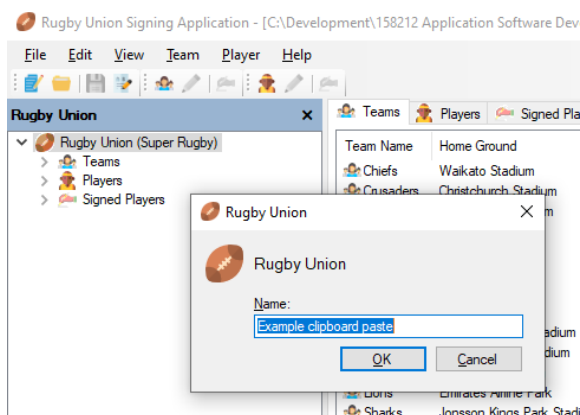 Rugby Union Signing Application - [C:\Development\158212 Application Software Dev
File Edit View Team Player Help
Rugby Union
Teams Players Signed Pla
Rugby Union (Super Rugby)
Teams
Players
Signed Players
Team Name Home Ground
Chiefs Waikato Stadium
Crusaders Christchurch Stadium
Rugby Union
Rugby Union
Name:
Example clipboard paste
OK Cancel
adium
dium
Lions Emirates Airline Park
Sharks Jonsson Kings Park Stadi